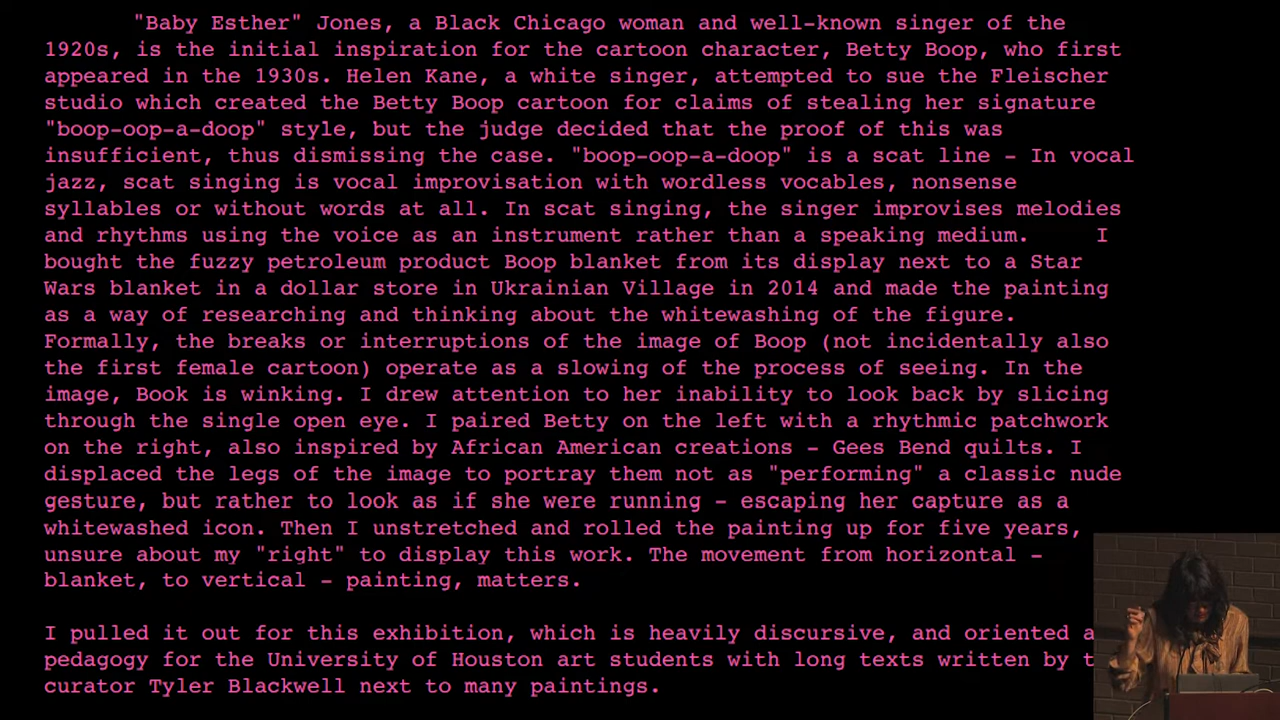 "Baby Esther" Jones, a Black Chicago woman and well-known singer of the
1920s, is the initial inspiration for the cartoon character, Betty Boop, who first
appeared in the 1930s. Helen Kane, a white singer, attempted to sue the Fleischer
studio which created the Betty Boop cartoon for claims of stealing her signature
"boop-oop-a-doop" style, but the judge decided that the proof of this was
insufficient, thus dismissing the case. "boop-oop-a-doop" is a scat line – In vocal
jazz, scat singing is vocal improvisation with wordless vocables, nonsense
syllables or without words at all. In scat singing, the singer improvises melodies
and rhythms using the voice as an instrument rather than a speaking medium. I
bought the fuzzy petroleum product Boop blanket from its display next to a Star
Wars blanket in a dollar store in Ukrainian Village in 2014 and made the painting
as a way of researching and thinking about the whitewashing of the figure.
Formally, the breaks or interruptions of the image of Boop (not incidentally also
the first female cartoon) operate as a slowing of the process of seeing. In the
image, Book is winking. I drew attention to her inability to look back by slicing
through the single open eye. I paired Betty on the left with a rhythmic patchwork
on the right, also inspired by African American creations – Gees Bend quilts. I
displaced the legs of the image to portray them not as "performing" a classic nude
gesture, but rather to look as if she were running – escaping her capture as a
whitewashed icon. Then I unstretched and rolled the painting up for five years,
unsure about my "right" to display this work. The movement from horizontal –
blanket, to vertical – painting, matters.
I pulled it out for this exhibition, which is heavily discursive, and oriented
pedagogy for the University of Houston art students with long texts written by
curator Tyler Blackwell next to many paintings.